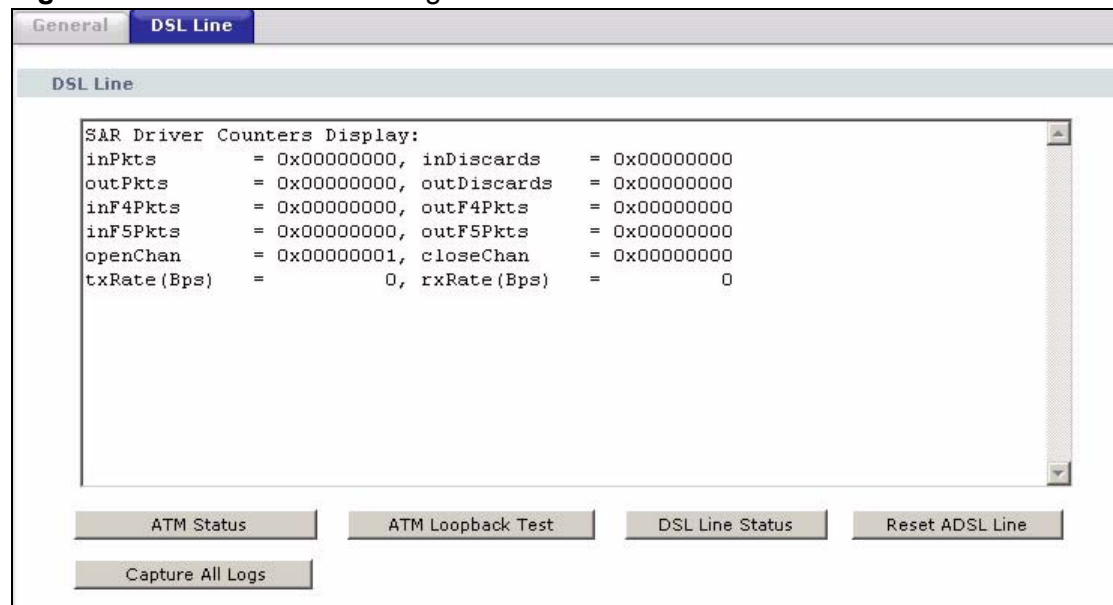 General DSL Line
DSL Line
SAR Driver Counters Display:
inPkts = 0x00000000, inDiscards = 0x00000000
outPkts = 0x00000000, outDiscards = 0x00000000
inF4Pkts = 0x00000000, outF4Pkts = 0x00000000
inF5Pkts = 0x00000000, outF5Pkts = 0x00000000
openChan = 0x00000001, closeChan = 0x00000000
txRate(Bps) = 0, rxRate(Bps) = 0
ATM Status ATM Loopback Test DSL Line Status Reset ADSL Line
Capture All Logs